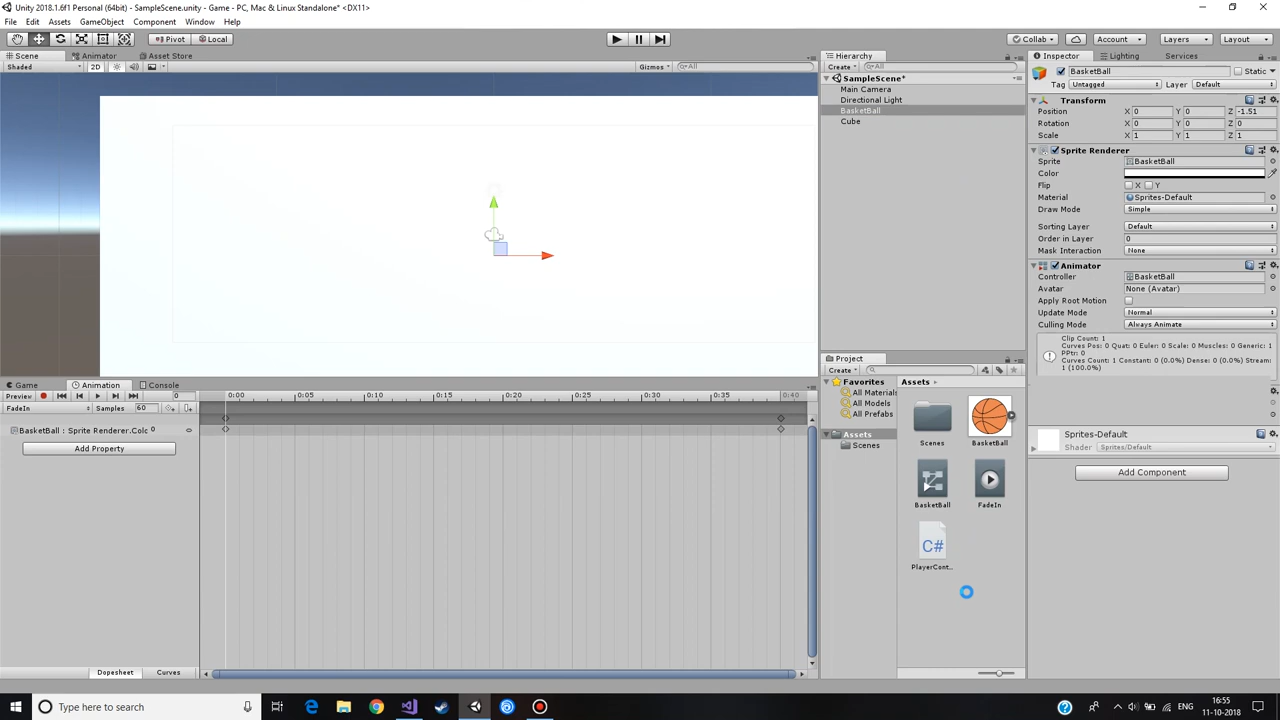 Unity 2018.1.6f1 Personal (64bit) - SampleScene.unity - Game - PC, Mac & Linux Standalone* <DX11>
File Edit Assets GameObject Component Window Help
Pivot Local Collab Account Layers Layout
Scene Animator Asset Store
Shaded 2D Gizmos All
Hierarchy
Create All
SampleScene*
Main Camera
Directional Light
BasketBall
Cube
Inspector Lighting Services
BasketBall Static
Tag Untagged Layer Default
Transform
Position X 0 Y 0 Z -1.51
Rotation X 0 Y 0 Z 0
Scale X 1 Y 1 Z 1
Sprite Renderer
Sprite BasketBall
Color
Flip X Y
Material Sprites-Default
Draw Mode Simple
Sorting Layer Default
Order in Layer 0
Mask Interaction None
Animator
Controller BasketBall
Avatar None (Avatar)
Apply Root Motion
Update Mode Normal
Culling Mode Always Animate
Clip Count: 1
Curves Pos: 0 Quat: 0 Euler: 0 Scale: 0 Muscles: 0 Generic: 1
PPtr: 0
Curves Count: 1 Constant: 0 (0.0%) Dense: 0 (0.0%) Stream:
1 (100.0%)
Sprites-Default
Shader Sprites/Default
Add Component
Game Animation Console
Preview 0 0:00 0:05 0:10 0:15 0:20 0:25 0:30 0:35 0:40
FadeIn Samples 60
BasketBall : Sprite Renderer.Colc 0
Add Property
Dopesheet Curves
Project
Create
Favorites
All Materials
All Models
All Prefabs
Assets
Scenes
Assets
Scenes BasketBall
BasketBall FadeIn
C#
PlayerCont...
Type here to search
ENG
16:55
11-10-2018